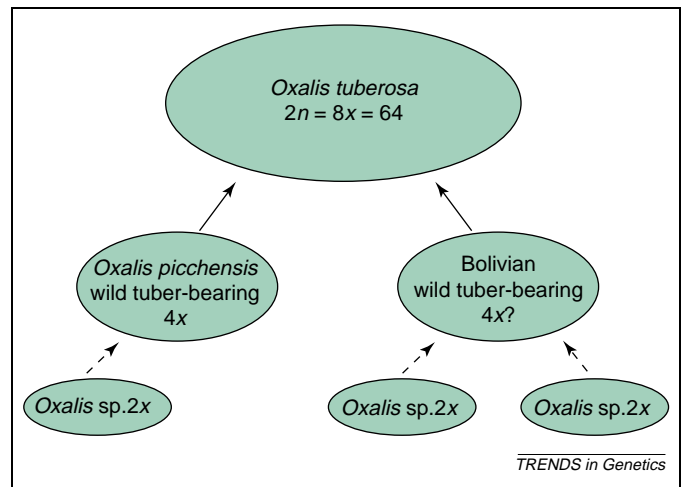 Oxalis tuberosa
2n = 8x = 64
Oxalis picchensis
wild tuber-bearing
4x
Bolivian
wild tuber-bearing
4x?
Oxalis sp.2x
Oxalis sp.2x
Oxalis sp.2x
TRENDS in Genetics